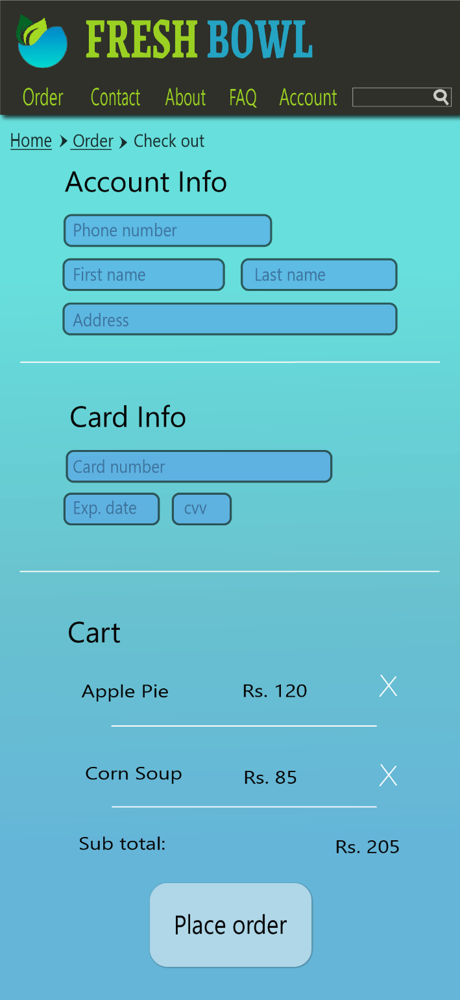 FRESH BOWL
Order Contact About FAQ Account
Home Order Check out
Account Info
Phone number
First name Last name
Address
Card Info
Card number
Exp. date cvv
Cart
Apple Pie Rs. 120 X
Corn Soup Rs. 85 X
Sub total: Rs. 205
Place order